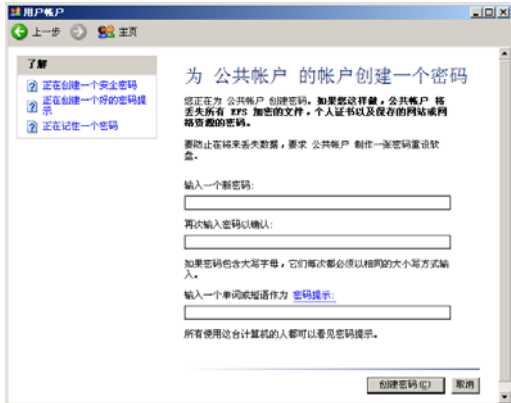 用户帐户
上一步 主页
了解
正在创建一个安全密码
正在创建一个好的密码提
示
正在记住一个密码
为 公共帐户 的帐户创建一个密码
您正在为 公共帐户 创建密码。如果您这样做，公共帐户 将
丢失所有 EFS 加密的文件，个人证书以及保存的网站或网
络资源的密码。
要防止在将来丢失数据，要求 公共帐户 制作一张密码重设软
盘。
输入一个新密码:
再次输入密码以确认:
如果密码包含大写字母，它们每次都必须以相同的大小写方式输
入。
输入一个单词或短语作为 密码提示:
所有使用这台计算机的人都可以看见密码提示。
创建密码(C) 取消